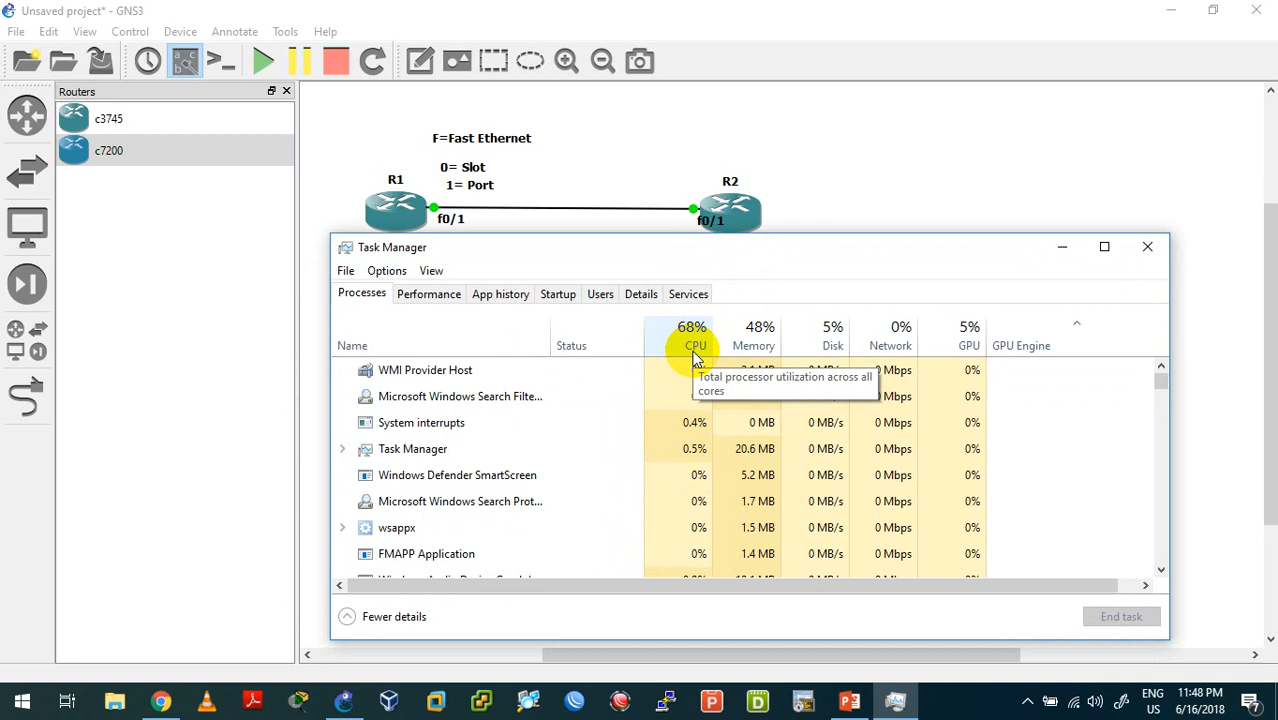 Unsaved project* - GNS3
File Edit View Control Device Annotate Tools Help
Routers
c3745
c7200
F=Fast Ethernet
0= Slot
1= Port
R1
R2
f0/1
f0/1
Task Manager
File Options View
Processes Performance App history Startup Users Details Services
68% 48% 5% 0% 5%
Name Status CPU Memory Disk Network GPU GPU Engine
WMI Provider Host 0 MB/s 0 Mbps 0%
Total processor utilization across all
cores
Microsoft Windows Search Filte... 0 Mbps 0%
System interrupts 0.4% 0 MB 0 MB/s 0 Mbps 0%
Task Manager 0.5% 20.6 MB 0 MB/s 0 Mbps 0%
Windows Defender SmartScreen 0% 5.2 MB 0 MB/s 0 Mbps 0%
Microsoft Windows Search Prot... 0% 1.7 MB 0 MB/s 0 Mbps 0%
wsappx 0% 1.5 MB 0 MB/s 0 Mbps 0%
FMAPP Application 0% 1.4 MB 0 MB/s 0 Mbps 0%
Fewer details
End task
ENG
US
11:48 PM
6/16/2018
7